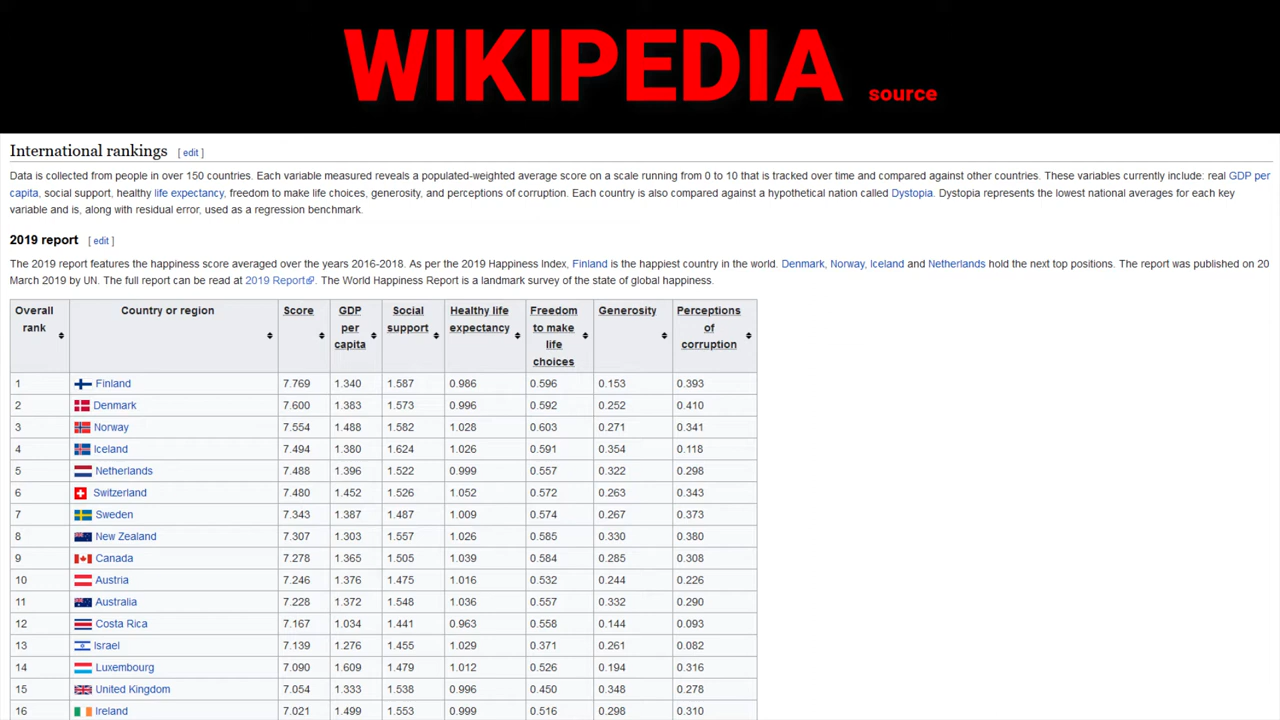 WIKIPEDIA source
International rankings [ edit ]
Data is collected from people in over 150 countries. Each variable measured reveals a populated-weighted average score on a scale running from 0 to 10 that is tracked over time and compared against other countries. These variables currently include: real GDP per
capita, social support, healthy life expectancy, freedom to make life choices, generosity, and perceptions of corruption. Each country is also compared against a hypothetical nation called Dystopia. Dystopia represents the lowest national averages for each key
variable and is, along with residual error, used as a regression benchmark.
2019 report [ edit ]
The 2019 report features the happiness score averaged over the years 2016-2018. As per the 2019 Happiness Index, Finland is the happiest country in the world. Denmark, Norway, Iceland and Netherlands hold the next top positions. The report was published on 20
March 2019 by UN. The full report can be read at 2019 Report. The World Happiness Report is a landmark survey of the state of global happiness.
Overall rank Country or region Score GDP per capita Social support Healthy life expectancy Freedom to make life choices Generosity Perceptions of corruption
1 Finland 7.769 1.340 1.587 0.986 0.596 0.153 0.393
2 Denmark 7.600 1.383 1.573 0.996 0.592 0.252 0.410
3 Norway 7.554 1.488 1.582 1.028 0.603 0.271 0.341
4 Iceland 7.494 1.380 1.624 1.026 0.591 0.354 0.118
5 Netherlands 7.488 1.396 1.522 0.999 0.557 0.322 0.298
6 Switzerland 7.480 1.452 1.526 1.052 0.572 0.263 0.343
7 Sweden 7.343 1.387 1.487 1.009 0.574 0.267 0.373
8 New Zealand 7.307 1.303 1.557 1.026 0.585 0.330 0.380
9 Canada 7.278 1.365 1.505 1.039 0.584 0.285 0.308
10 Austria 7.246 1.376 1.475 1.016 0.532 0.244 0.226
11 Australia 7.228 1.372 1.548 1.036 0.557 0.332 0.290
12 Costa Rica 7.167 1.034 1.441 0.963 0.558 0.144 0.093
13 Israel 7.139 1.276 1.455 1.029 0.371 0.261 0.082
14 Luxembourg 7.090 1.609 1.479 1.012 0.526 0.194 0.316
15 United Kingdom 7.054 1.333 1.538 0.996 0.450 0.348 0.278
16 Ireland 7.021 1.499 1.553 0.999 0.516 0.298 0.310